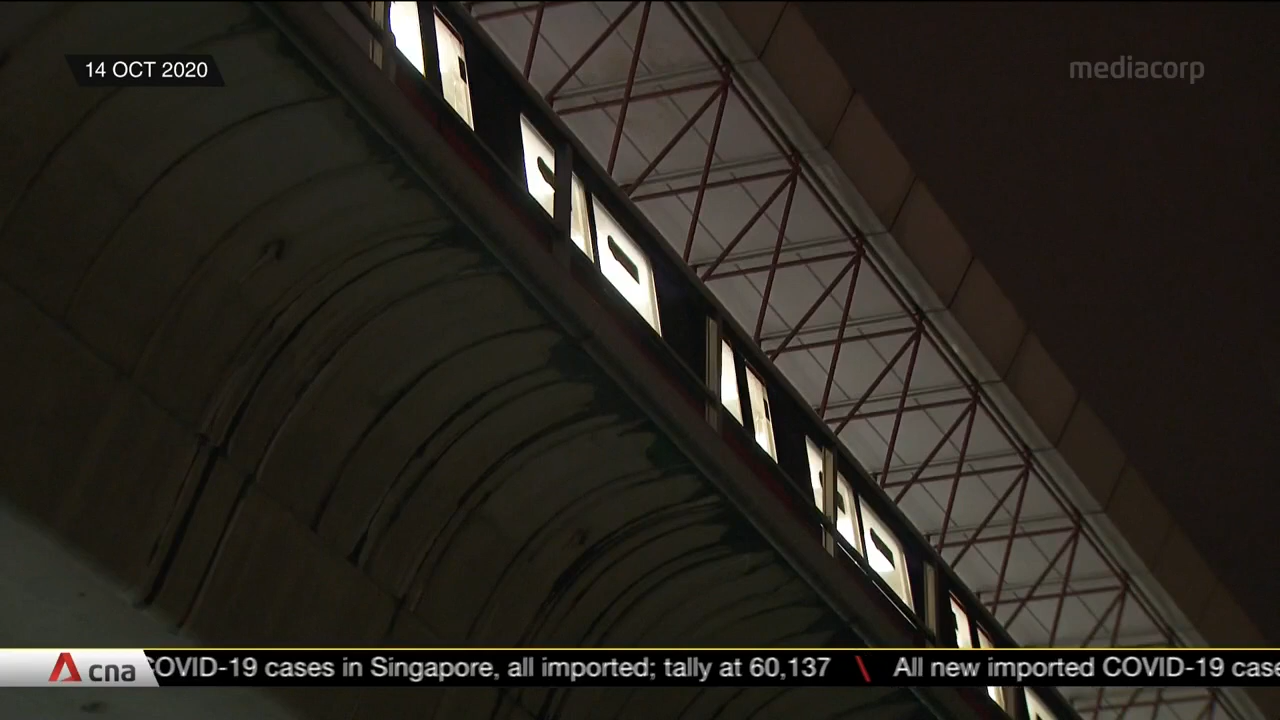 14 OCT 2020
mediacorp
cna
COVID-19 cases in Singapore, all imported; tally at 60,137 \ All new imported COVID-19 case